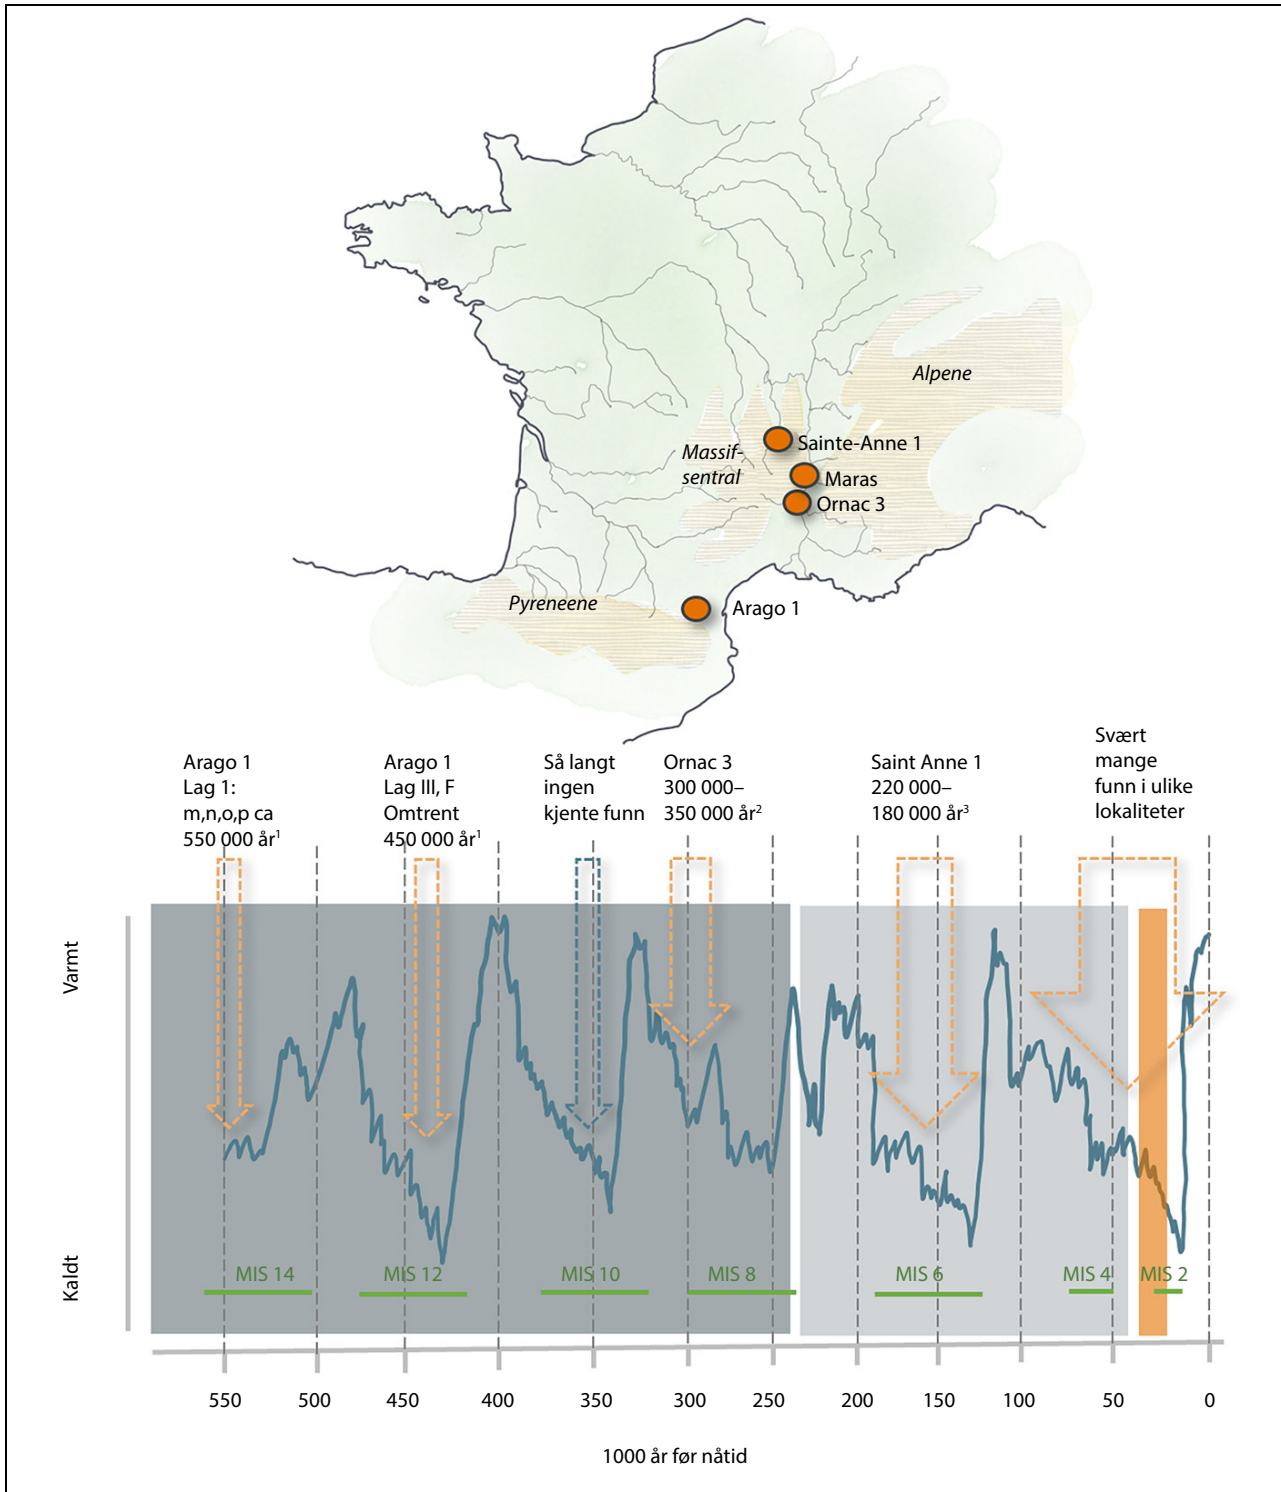 Alpene
Massif-
sentral
Sainte-Anne 1
Maras
Ornac 3
Pyreneene
Arago 1
Arago 1
Lag 1:
m,n,o,p ca
550 000 år¹
Arago 1
Lag III, F
Omtrent
450 000 år¹
Så langt
ingen
kjente funn
Ornac 3
300 000–
350 000 år²
Saint Anne 1
220 000–
180 000 år³
Svært
mange
funn i ulike
lokaliteter
Varmt
Kaldt
MIS 14
MIS 12
MIS 10
MIS 8
MIS 6
MIS 4
MIS 2
550 500 450 400 350 300 250 200 150 100 50 0
1000 år før nåtid